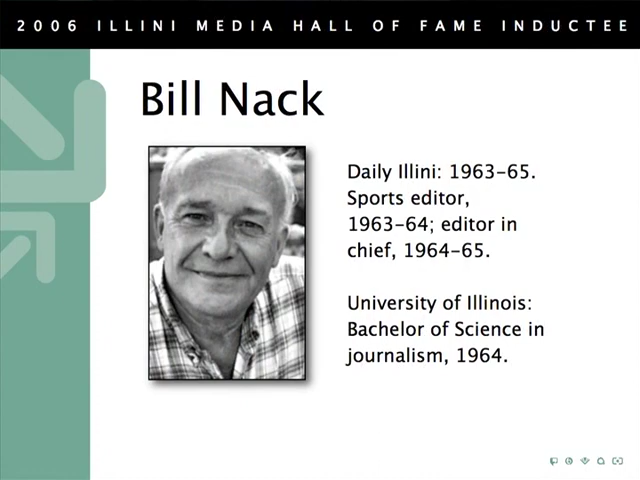 2006 ILLINI MEDIA HALL OF FAME INDUCTEE
Bill Nack
Daily Illini: 1963-65.
Sports editor,
1963-64; editor in
chief, 1964-65.
University of Illinois:
Bachelor of Science in
journalism, 1964.